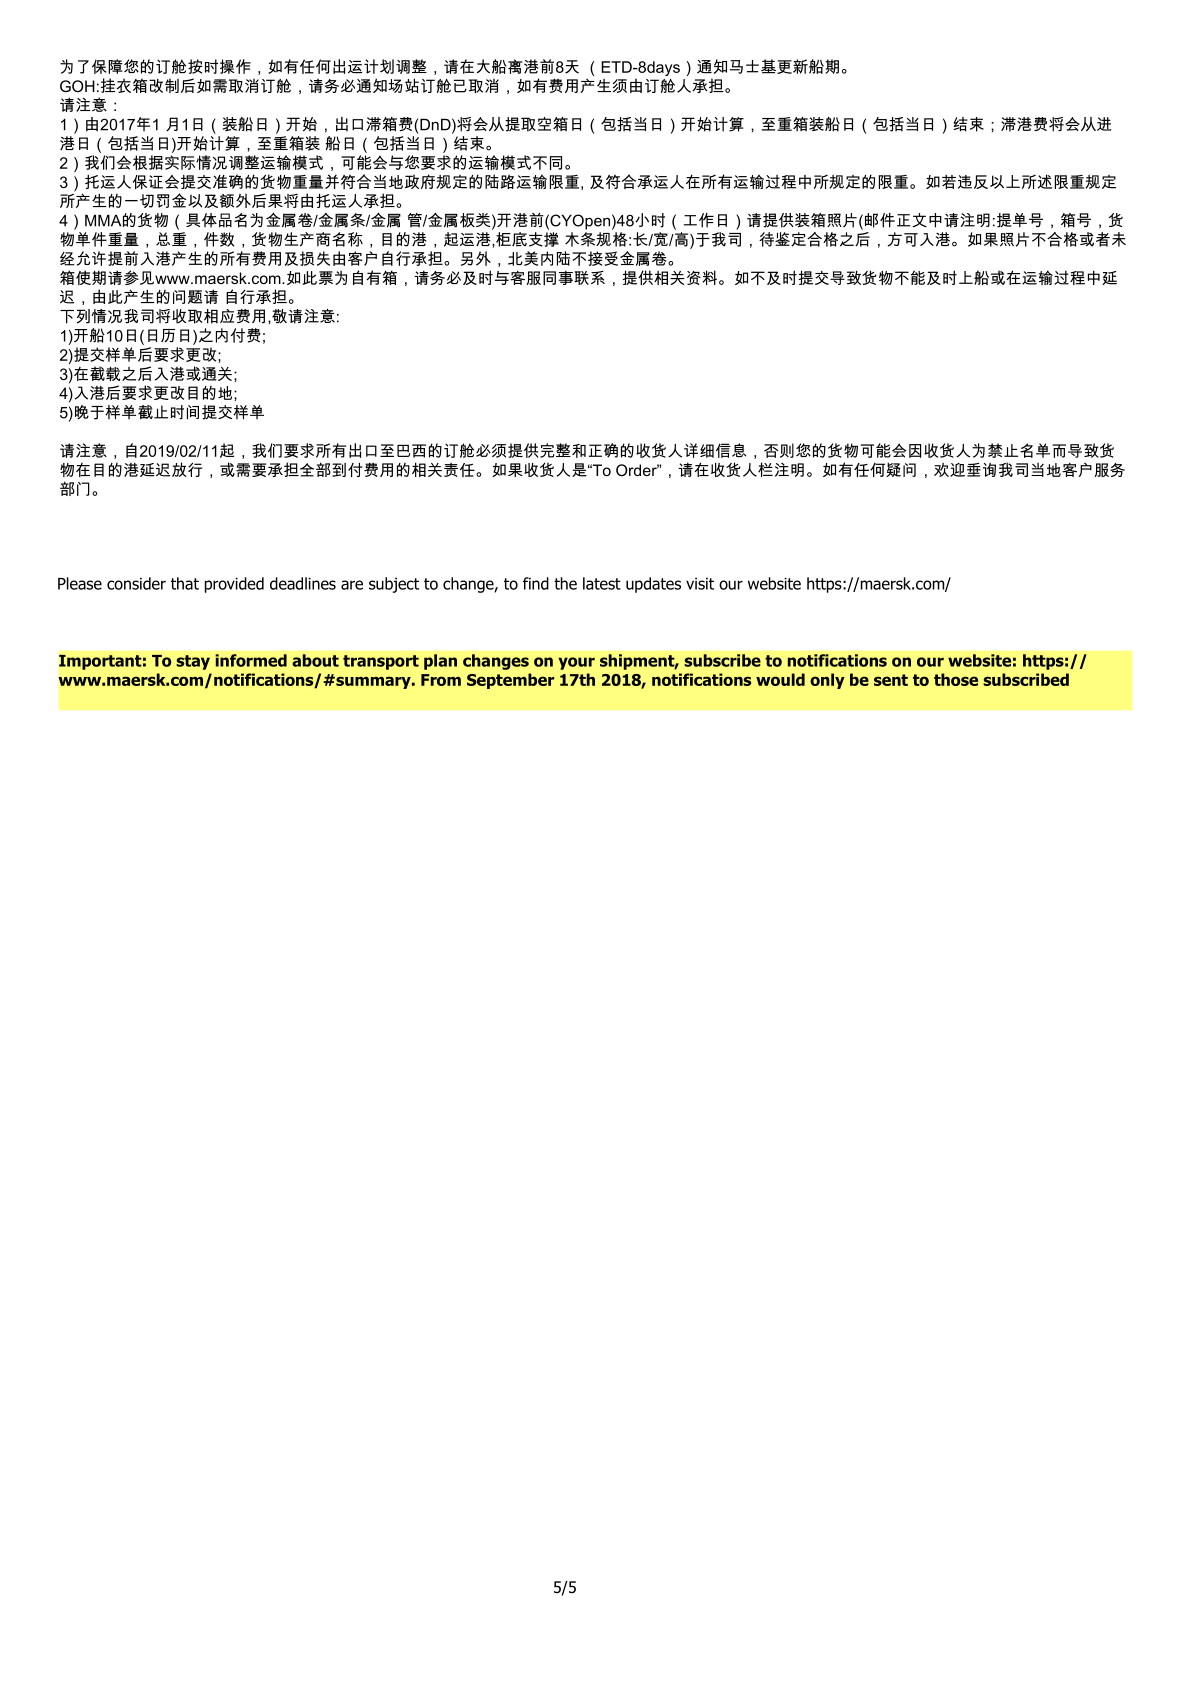 为了保障您的订舱按时操作，如有任何出运计划调整，请在大船离港前8天 （ETD-8days）通知马士基更新船期。
GOH:挂衣箱改制后如需取消订舱，请务必通知场站订舱已取消，如有费用产生须由订舱人承担。
请注意：
1）由2017年1 月1日（装船日）开始，出口滞箱费(DnD)将会从提取空箱日（包括当日）开始计算，至重箱装船日（包括当日）结束；滞港费将会从进
港日（包括当日)开始计算，至重箱装 船日（包括当日）结束。
2）我们会根据实际情况调整运输模式，可能会与您要求的运输模式不同。
3）托运人保证会提交准确的货物重量并符合当地政府规定的陆路运输限重, 及符合承运人在所有运输过程中所规定的限重。如若违反以上所述限重规定
所产生的一切罚金以及额外后果将由托运人承担。
4）MMA的货物（具体品名为金属卷/金属条/金属 管/金属板类)开港前(CYOpen)48小时（工作日）请提供装箱照片(邮件正文中请注明:提单号，箱号，货
物单件重量，总重，件数，货物生产商名称，目的港，起运港,柜底支撑 木条规格:长/宽/高)于我司，待鉴定合格之后，方可入港。如果照片不合格或者未
经允许提前入港产生的所有费用及损失由客户自行承担。另外，北美内陆不接受金属卷。
箱使期请参见www.maersk.com.如此票为自有箱，请务必及时与客服同事联系，提供相关资料。如不及时提交导致货物不能及时上船或在运输过程中延
迟，由此产生的问题请 自行承担。
下列情况我司将收取相应费用,敬请注意:
1)开船10日(日历日)之内付费;
2)提交样单后要求更改;
3)在截载之后入港或通关;
4)入港后要求更改目的地;
5)晚于样单截止时间提交样单
请注意，自2019/02/11起，我们要求所有出口至巴西的订舱必须提供完整和正确的收货人详细信息，否则您的货物可能会因收货人为禁止名单而导致货
物在目的港延迟放行，或需要承担全部到付费用的相关责任。如果收货人是“To Order”，请在收货人栏注明。如有任何疑问，欢迎垂询我司当地客户服务
部门。
Please consider that provided deadlines are subject to change, to find the latest updates visit our website https://maersk.com/
Important: To stay informed about transport plan changes on your shipment, subscribe to notifications on our website: https://
www.maersk.com/notifications/#summary. From September 17th 2018, notifications would only be sent to those subscribed
5/5